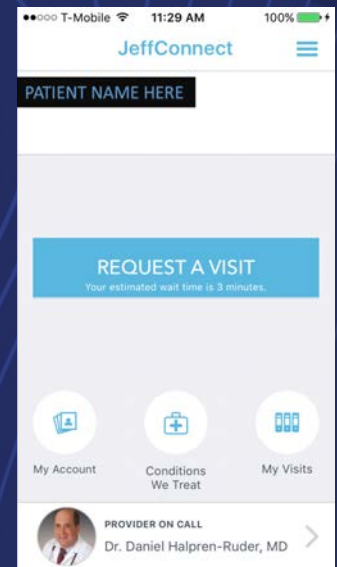 T-Mobile 11:29 AM 100%
JeffConnect
PATIENT NAME HERE
REQUEST A VISIT
Your estimated wait time is 3 minutes.
My Account
Conditions
We Treat
My Visits
PROVIDER ON CALL
Dr. Daniel Halpren-Ruder, MD